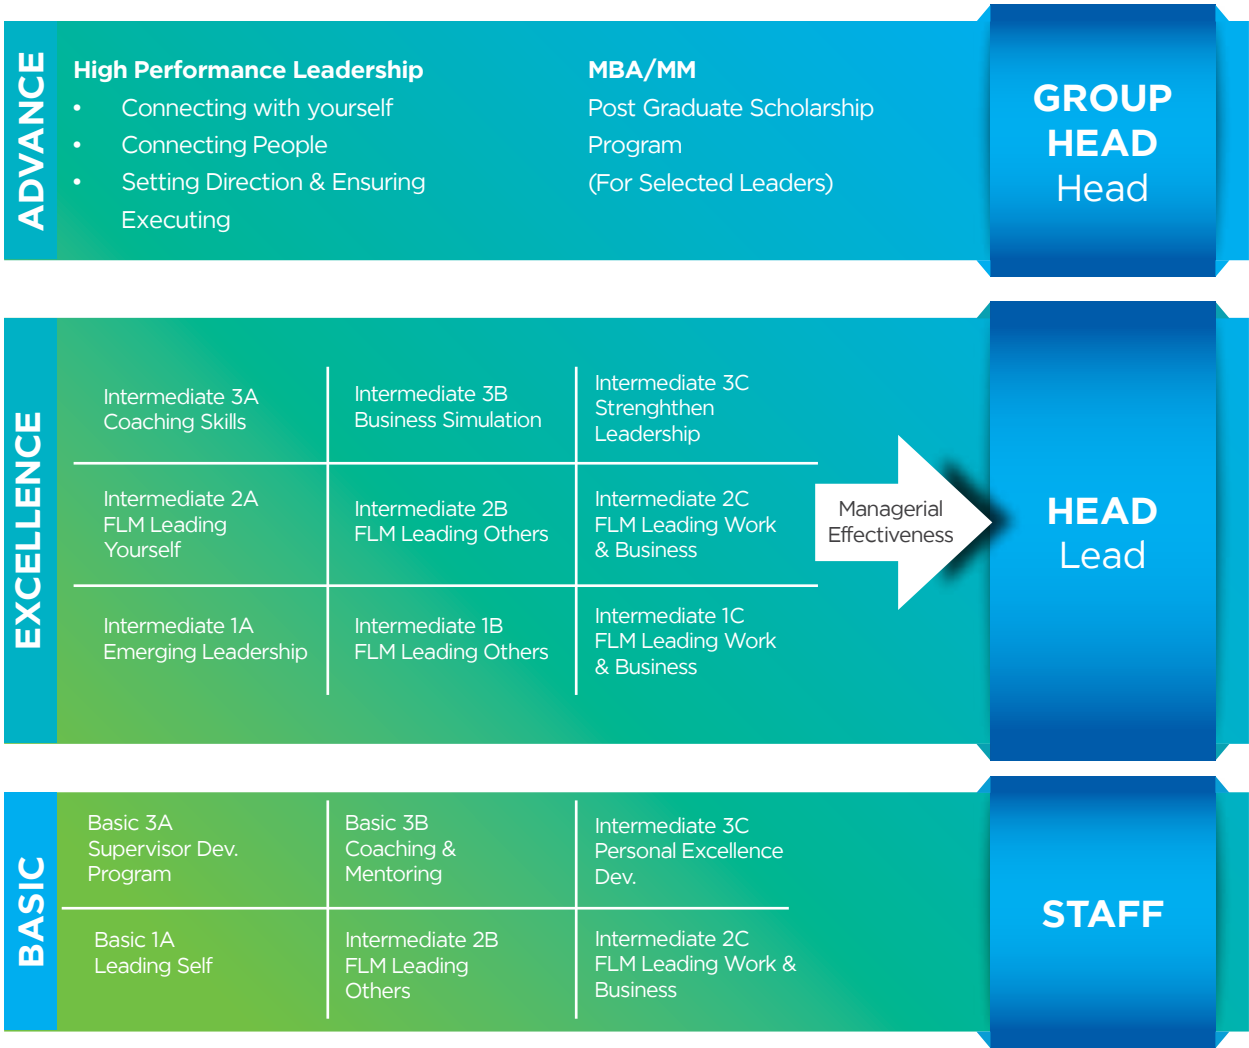 ADVANCE
High Performance Leadership
• Connecting with yourself
• Connecting People
• Setting Direction & Ensuring
Executing
MBA/MM
Post Graduate Scholarship
Program
(For Selected Leaders)
GROUP
HEAD
Head
EXCELLENCE
Intermediate 3A
Coaching Skills
Intermediate 3B
Business Simulation
Intermediate 3C
Strenghthen
Leadership
Intermediate 2A
FLM Leading
Yourself
Intermediate 2B
FLM Leading Others
Intermediate 2C
FLM Leading Work
& Business
Intermediate 1A
Emerging Leadership
Intermediate 1B
FLM Leading Others
Intermediate 1C
FLM Leading Work
& Business
Managerial
Effectiveness
HEAD
Lead
BASIC
Basic 3A
Supervisor Dev.
Program
Basic 3B
Coaching &
Mentoring
Intermediate 3C
Personal Excellence
Dev.
Basic 1A
Leading Self
Intermediate 2B
FLM Leading
Others
Intermediate 2C
FLM Leading Work &
Business
STAFF